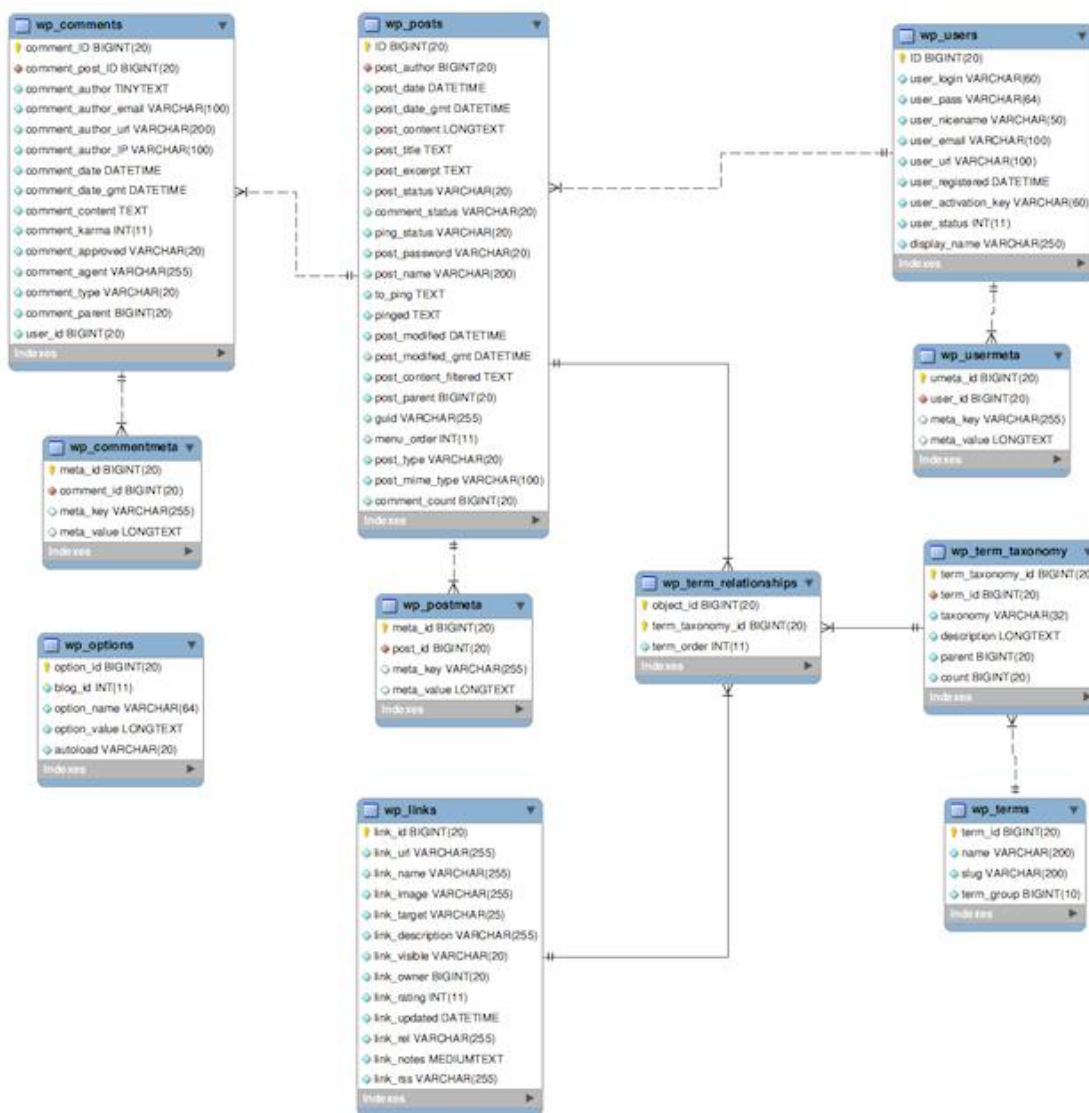 wp_comments
comment_ID BIGINT(20)
comment_post_ID BIGINT(20)
comment_author TINYTEXT
comment_author_email VARCHAR(100)
comment_author_url VARCHAR(200)
comment_author_IP VARCHAR(100)
comment_date DATETIME
comment_date_gmt DATETIME
comment_content TEXT
comment_karma INT(11)
comment_approved VARCHAR(20)
comment_agent VARCHAR(255)
comment_type VARCHAR(20)
comment_parent BIGINT(20)
user_id BIGINT(20)
Indexes
wp_posts
ID BIGINT(20)
post_author BIGINT(20)
post_date DATETIME
post_date_gmt DATETIME
post_content LONGTEXT
post_title TEXT
post_excerpt TEXT
post_status VARCHAR(20)
comment_status VARCHAR(20)
ping_status VARCHAR(20)
post_password VARCHAR(20)
post_name VARCHAR(200)
to_ping TEXT
pinged TEXT
post_modified DATETIME
post_modified_gmt DATETIME
post_content_filtered TEXT
post_parent BIGINT(20)
guid VARCHAR(255)
menu_order INT(11)
post_type VARCHAR(20)
post_mime_type VARCHAR(100)
comment_count BIGINT(20)
Indexes
wp_users
ID BIGINT(20)
user_login VARCHAR(60)
user_pass VARCHAR(64)
user_nicename VARCHAR(50)
user_email VARCHAR(100)
user_url VARCHAR(100)
user_registered DATETIME
user_activation_key VARCHAR(60)
user_status INT(11)
display_name VARCHAR(250)
Indexes
wp_usermeta
umeta_id BIGINT(20)
user_id BIGINT(20)
meta_key VARCHAR(255)
meta_value LONGTEXT
Indexes
wp_commentmeta
meta_id BIGINT(20)
comment_id BIGINT(20)
meta_key VARCHAR(255)
meta_value LONGTEXT
Indexes
wp_postmeta
meta_id BIGINT(20)
post_id BIGINT(20)
meta_key VARCHAR(255)
meta_value LONGTEXT
Indexes
wp_term_relationships
object_id BIGINT(20)
term_taxonomy_id BIGINT(20)
term_order INT(11)
Indexes
wp_term_taxonomy
term_taxonomy_id BIGINT(20
term_id BIGINT(20)
taxonomy VARCHAR(32)
description LONGTEXT
parent BIGINT(20)
count BIGINT(20)
Indexes
wp_options
option_id BIGINT(20)
blog_id INT(11)
option_name VARCHAR(64)
option_value LONGTEXT
autoload VARCHAR(20)
Indexes
wp_links
link_id BIGINT(20)
link_url VARCHAR(255)
link_name VARCHAR(255)
link_image VARCHAR(255)
link_target VARCHAR(25)
link_description VARCHAR(255)
link_visible VARCHAR(20)
link_owner BIGINT(20)
link_rating INT(11)
link_updated DATETIME
link_rel VARCHAR(255)
link_notes MEDIUMTEXT
link_rss VARCHAR(255)
Indexes
wp_terms
term_id BIGINT(20)
name VARCHAR(200)
slug VARCHAR(200)
term_group BIGINT(10)
Indexes